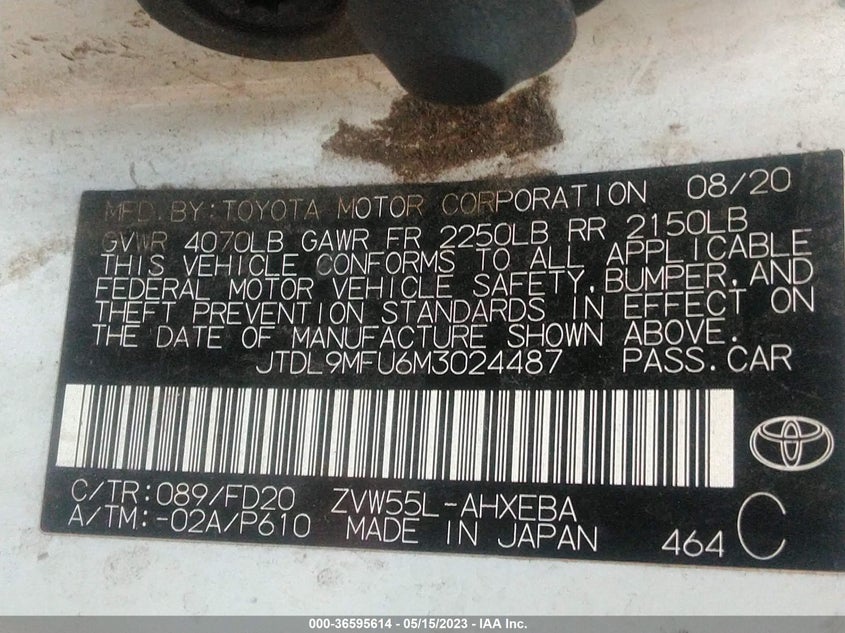 MFD.BY:TOYOTA MOTOR CORPORATION 08/20
GVWR 4070LB GAWR FR 2250LB RR 2150LB
THIS VEHICLE CONFORMS TO ALL APPLICABLE
FEDERAL MOTOR VEHICLE SAFETY,BUMPER,AND
THEFT PREVENTION STANDARDS IN EFFECT ON
THE DATE OF MANUFACTURE SHOWN ABOVE.
JTDL9MFU6M3024487 PASS.CAR
C/TR:089/FD20 ZVW55L-AHXEBA
A/TM:-02A/P610 MADE IN JAPAN 464 C
000-36595614 - 05/15/2023 - IAA Inc.